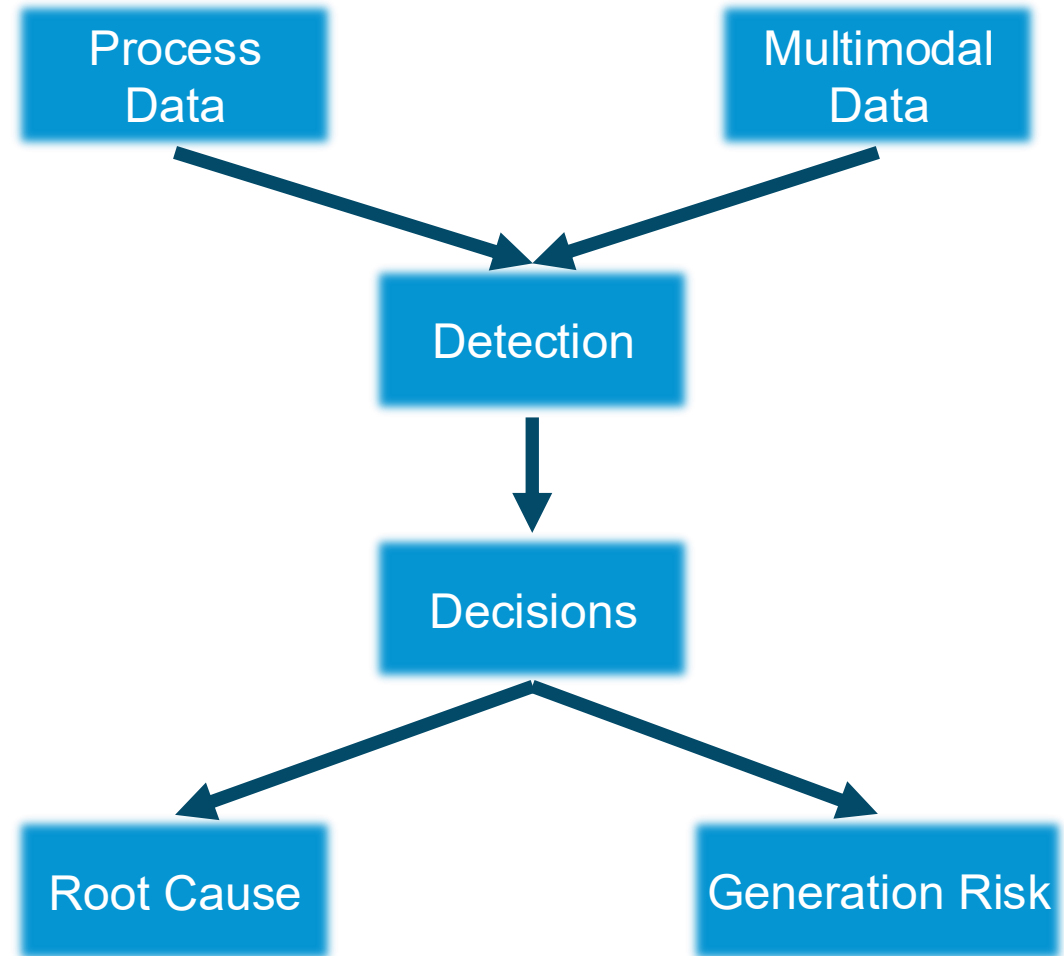 Process
Data
Multimodal
Data
Detection
Decisions
Root Cause
Generation Risk